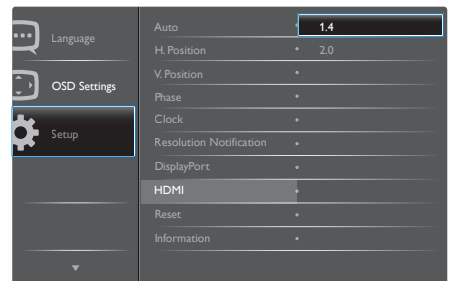 Language
OSD Settings
Setup
Auto
H. Position
V. Position
Phase
Clock
Resolution Notification
DisplayPort
HDMI
Reset
Information
1.4
2.0